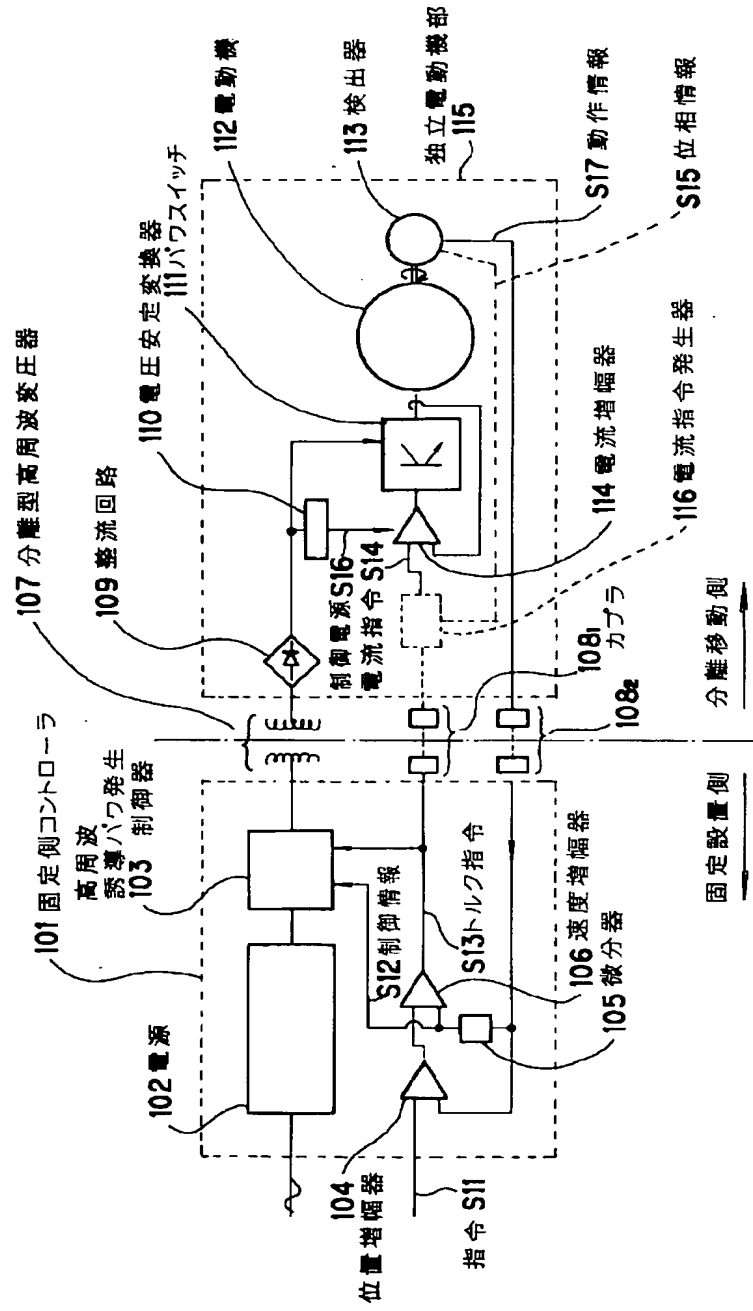 107 分離型高周波変圧器
109 整流回路
110 電圧安定変換器
111 パワスイッチ
112 電動機
113 検出器
独立電動機部
115
S17 動作情報
S15 位相情報
116 電流指令発生器
114 電流増幅器
制御電源 S16
電流指令 S14
108₁
カプラ
108₂
分離移動側
固定設置側
101 固定側コントローラ
高周波
誘導パワ発生
103 制御器
102 電源
S12 制御情報
S13 トルク指令
106 速度増幅器
105 微分器
104
位置増幅器
指令 S11